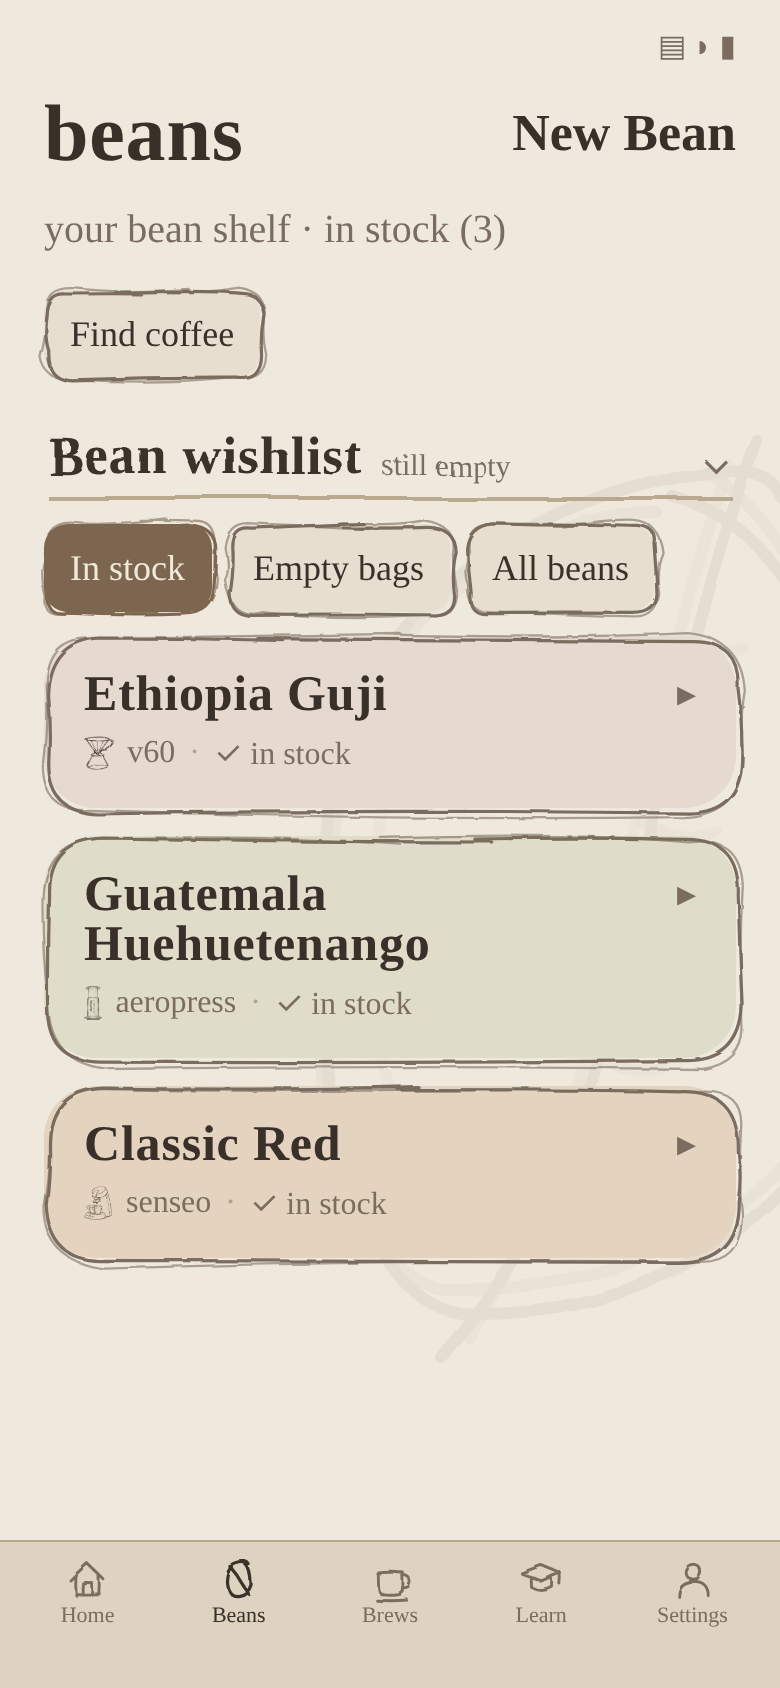 beans
New Bean
your bean shelf · in stock (3)
Find coffee
Bean wishlist still empty
In stock
Empty bags
All beans
Ethiopia Guji
v60 · ✓ in stock
Guatemala
Huehuetenango
aeropress · ✓ in stock
Classic Red
senseo · ✓ in stock
Home
Beans
Brews
Learn
Settings